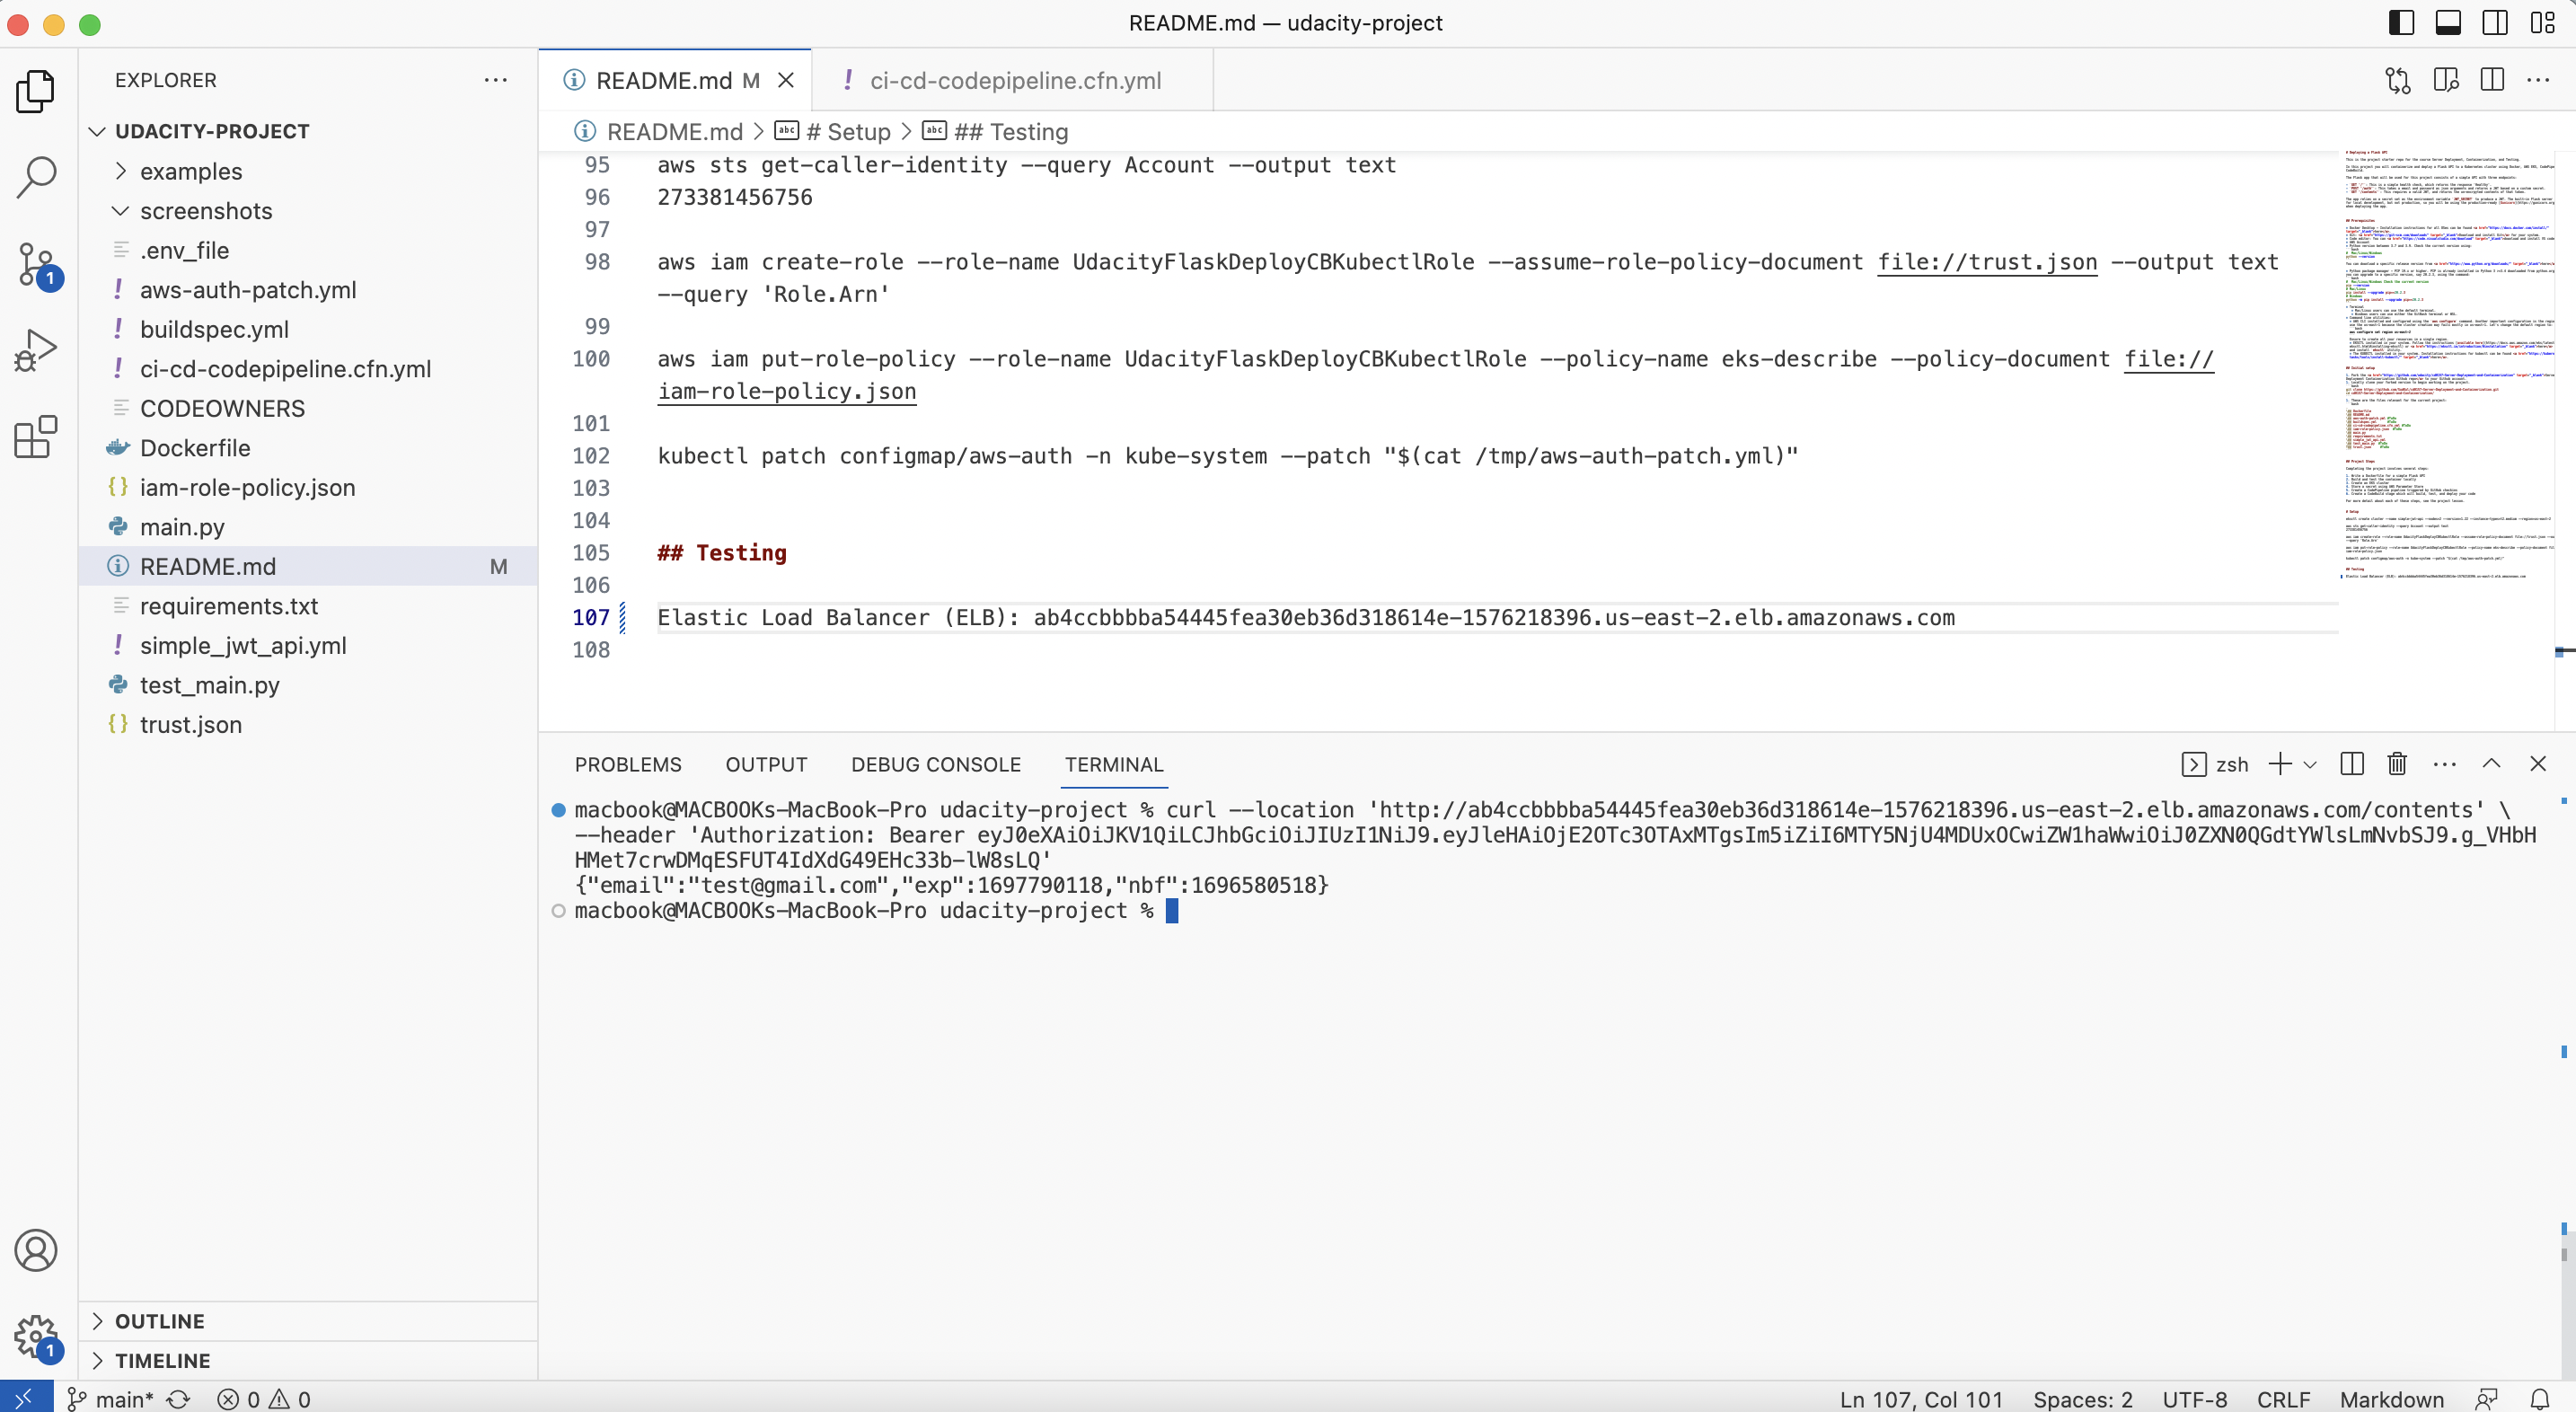 README.md — udacity-project
EXPLORER
UDACITY-PROJECT
examples
screenshots
.env_file
aws-auth-patch.yml
buildspec.yml
ci-cd-codepipeline.cfn.yml
CODEOWNERS
Dockerfile
iam-role-policy.json
main.py
README.md M
requirements.txt
simple_jwt_api.yml
test_main.py
trust.json
OUTLINE
TIMELINE
1
1
README.md M
ci-cd-codepipeline.cfn.yml
README.md > # Setup > ## Testing
95 aws sts get-caller-identity --query Account --output text
96 273381456756
97
98 aws iam create-role --role-name UdacityFlaskDeployCBKubectlRole --assume-role-policy-document file://trust.json --output text
--query 'Role.Arn'
99
100 aws iam put-role-policy --role-name UdacityFlaskDeployCBKubectlRole --policy-name eks-describe --policy-document file://
iam-role-policy.json
101
102 kubectl patch configmap/aws-auth -n kube-system --patch "$(cat /tmp/aws-auth-patch.yml)"
103
104
105 ## Testing
106
107 Elastic Load Balancer (ELB): ab4ccbbbba54445fea30eb36d318614e-1576218396.us-east-2.elb.amazonaws.com
108
PROBLEMS OUTPUT DEBUG CONSOLE TERMINAL
zsh
macbook@MACBOOKs-MacBook-Pro udacity-project % curl --location 'http://ab4ccbbbba54445fea30eb36d318614e-1576218396.us-east-2.elb.amazonaws.com/contents' \
--header 'Authorization: Bearer eyJ0eXAiOiJKV1QiLCJhbGciOiJIUzI1NiJ9.eyJleHAiOjE2OTc3OTAxMTgsIm5iZiI6MTY5NjU4MDUxOCwiZW1haWwiOiJ0ZXN0QGdtYWlsLmNvbSJ9.g_VHbH
HMet7crwDMqESFUT4IdXdG49EHc33b-lW8sLQ'
{"email":"test@gmail.com","exp":1697790118,"nbf":1696580518}
macbook@MACBOOKs-MacBook-Pro udacity-project %
main* 0 0
Ln 107, Col 101 Spaces: 2 UTF-8 CRLF Markdown